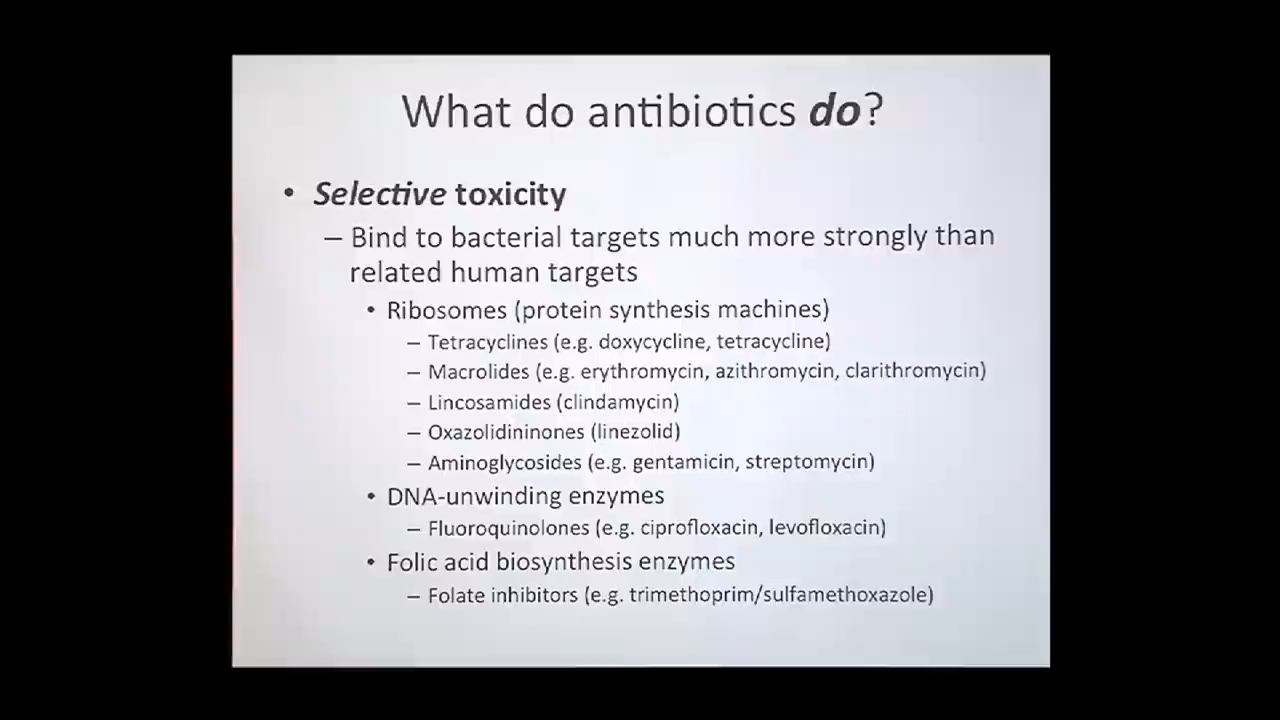 What do antibiotics do?
• Selective toxicity
– Bind to bacterial targets much more strongly than
related human targets
• Ribosomes (protein synthesis machines)
– Tetracyclines (e.g. doxycycline, tetracycline)
– Macrolides (e.g. erythromycin, azithromycin, clarithromycin)
– Lincosamides (clindamycin)
– Oxazolidininones (linezolid)
– Aminoglycosides (e.g. gentamicin, streptomycin)
• DNA-unwinding enzymes
– Fluoroquinolones (e.g. ciprofloxacin, levofloxacin)
• Folic acid biosynthesis enzymes
– Folate inhibitors (e.g. trimethoprim/sulfamethoxazole)